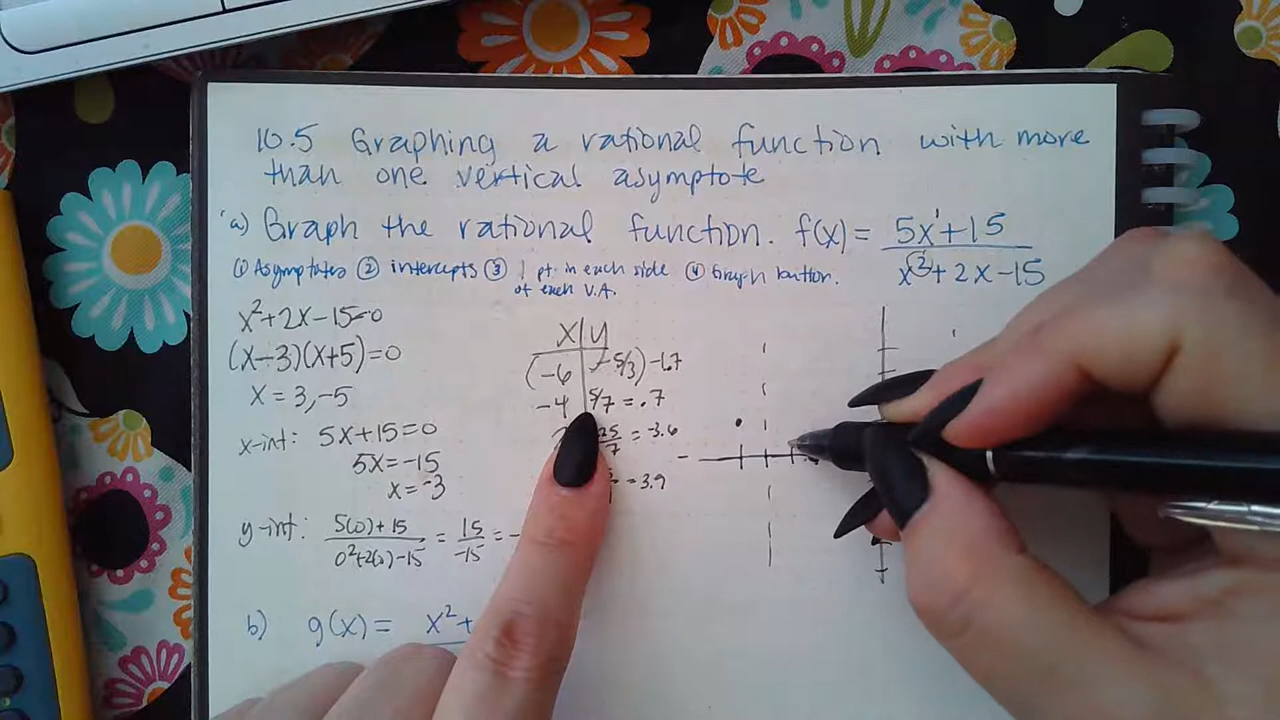 10.5 Graphing a rational function with more
than one vertical asymptote
a) Graph the rational function. f(x) = 5x¹+15 / x²+2x-15
① Asymptotes ② intercepts ③ 1 pt. in each side ④ Graph button.
of each V.A.
x²+2x-15=0
(x-3)(x+5)=0
x = 3,-5
x-int: 5x+15=0
5x=-15
x=-3
y-int: 5(0)+15 / 0²+2(0)-15 = 15 / -15 = -
x | y
(-6 | -5/3) -1.7
-4 | 5/7 = .7
25/7 = -3.6
= 3.9
b) g(x) = x²+